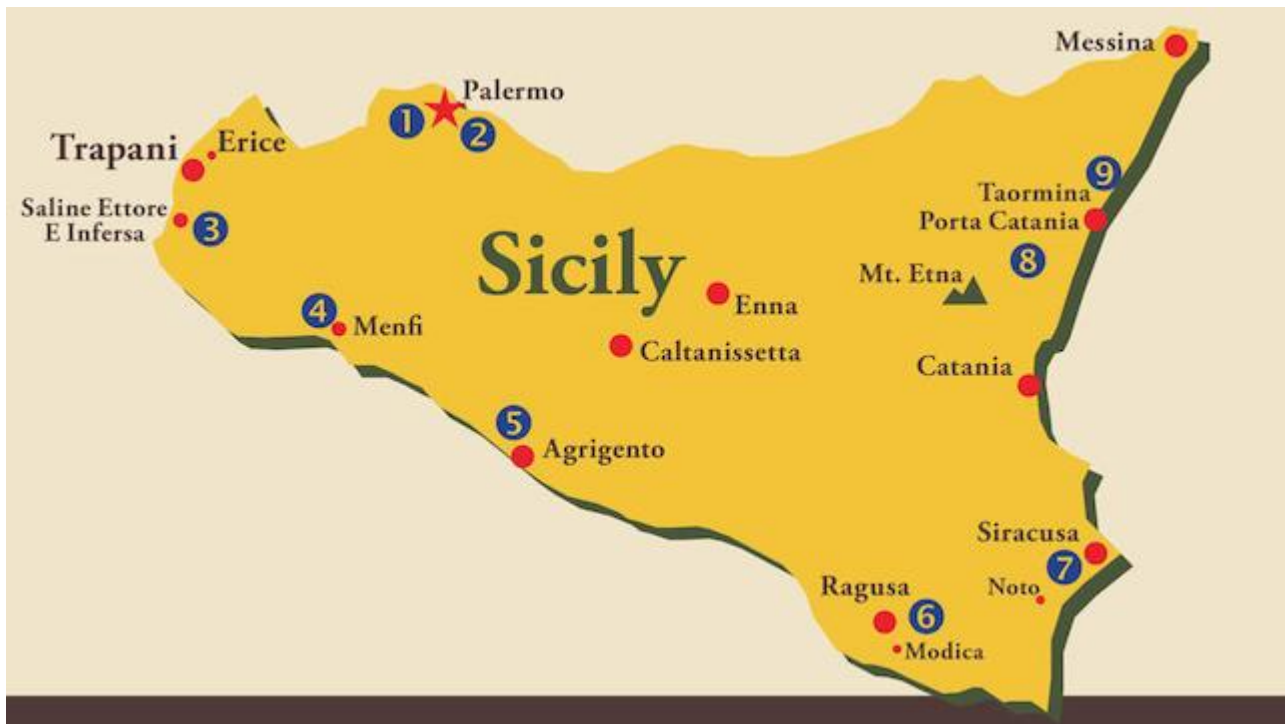 Messina
Palermo
1
2
Trapani
Erice
Saline Ettore
E Infersa
3
9
Taormina
Porta Catania
8
Sicily
Mt. Etna
Enna
4
Menfi
Caltanissetta
Catania
5
Agrigento
Siracusa
7
Noto
Ragusa
6
Modica